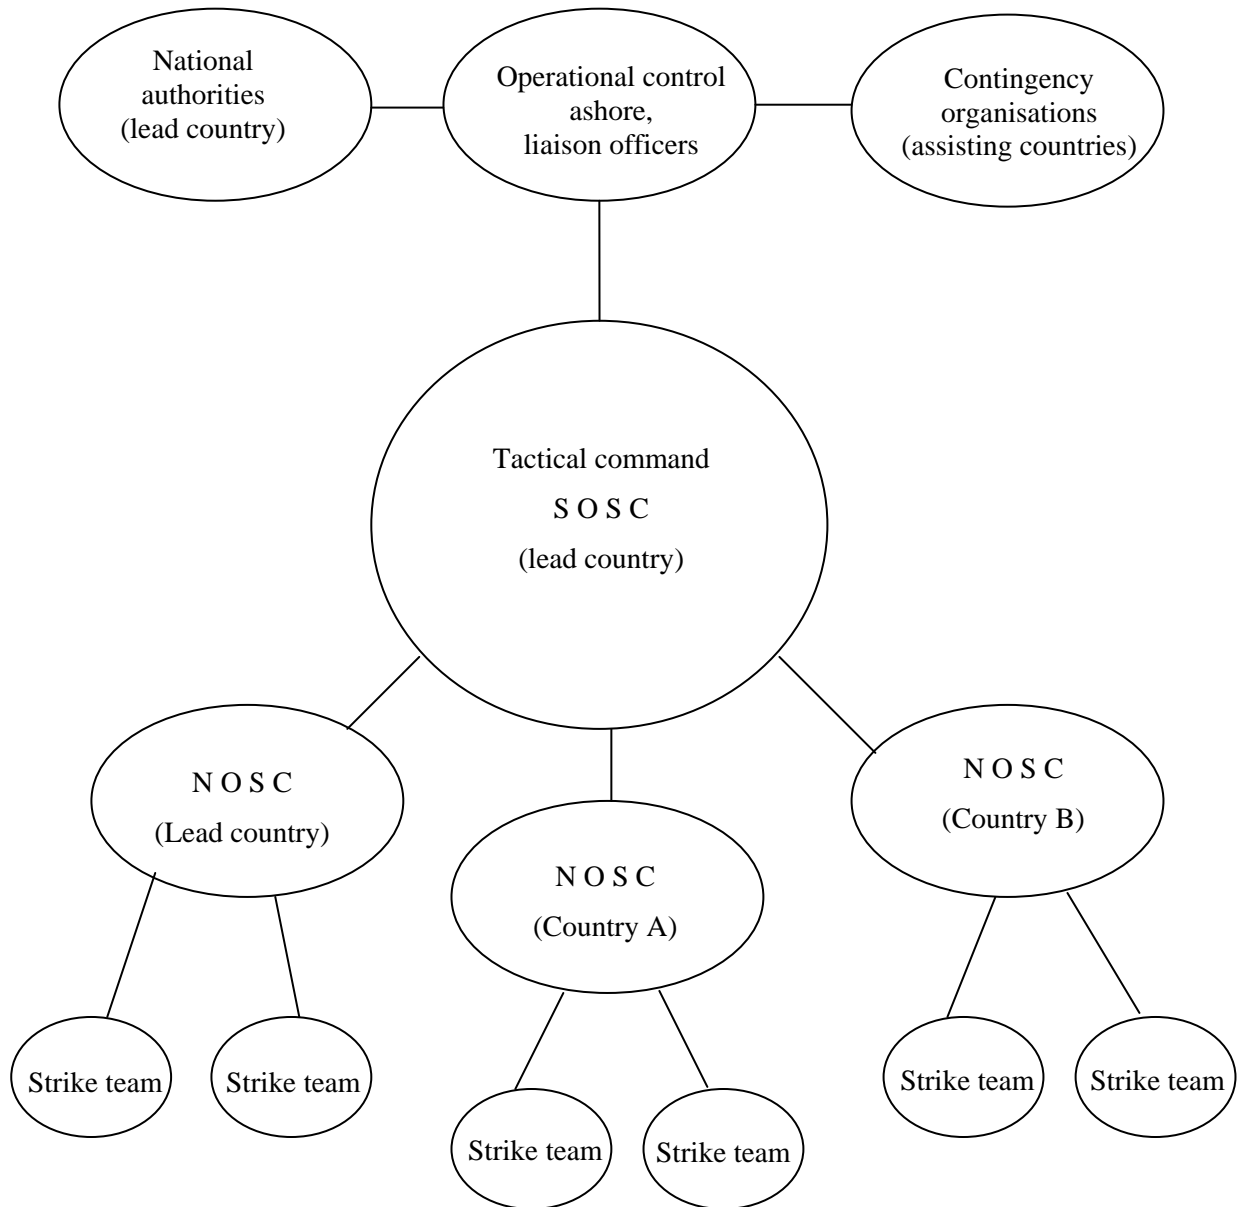 National
authorities
(lead country)
Operational control
ashore,
liaison officers
Contingency
organisations
(assisting countries)
Tactical command
S O S C
(lead country)
N O S C
(Lead country)
N O S C
(Country A)
N O S C
(Country B)
Strike team
Strike team
Strike team
Strike team
Strike team
Strike team